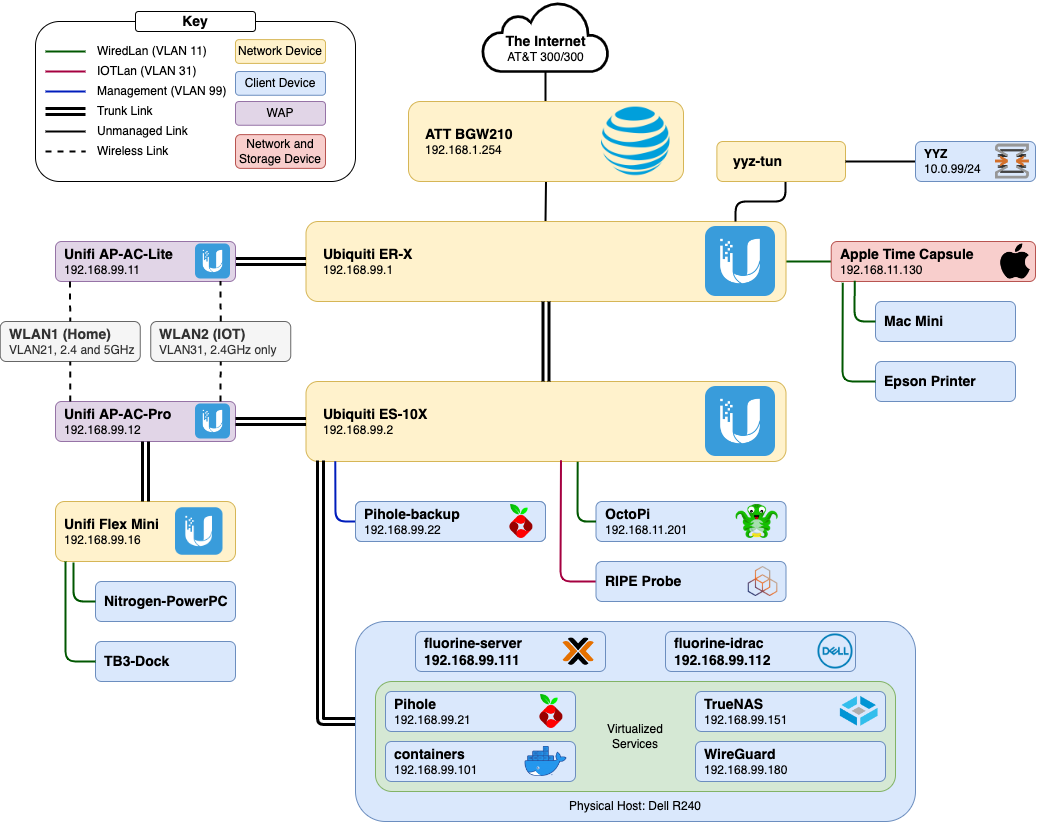 Key
WiredLan (VLAN 11)
IOTLan (VLAN 31)
Management (VLAN 99)
Trunk Link
Unmanaged Link
Wireless Link
Network Device
Client Device
WAP
Network and
Storage Device
The Internet
AT&T 300/300
ATT BGW210
192.168.1.254
yyz-tun
YYZ
10.0.99/24
Unifi AP-AC-Lite
192.168.99.11
Ubiquiti ER-X
192.168.99.1
Apple Time Capsule
192.168.11.130
Mac Mini
Epson Printer
WLAN1 (Home)
VLAN21, 2.4 and 5GHz
WLAN2 (IOT)
VLAN31, 2.4GHz only
Unifi AP-AC-Pro
192.168.99.12
Ubiquiti ES-10X
192.168.99.2
Unifi Flex Mini
192.168.99.16
Pihole-backup
192.168.99.22
OctoPi
192.168.11.201
RIPE Probe
Nitrogen-PowerPC
TB3-Dock
fluorine-server
192.168.99.111
fluorine-idrac
192.168.99.112
DELL
Pihole
192.168.99.21
Virtualized
Services
TrueNAS
192.168.99.151
containers
192.168.99.101
WireGuard
192.168.99.180
Physical Host: Dell R240